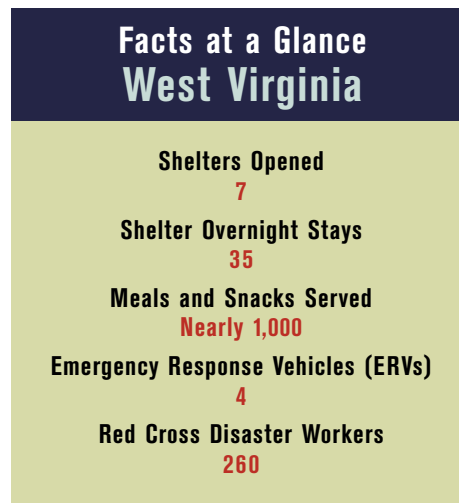 Facts at a Glance
West Virginia
Shelters Opened
7
Shelter Overnight Stays
35
Meals and Snacks Served
Nearly 1,000
Emergency Response Vehicles (ERVs)
4
Red Cross Disaster Workers
260